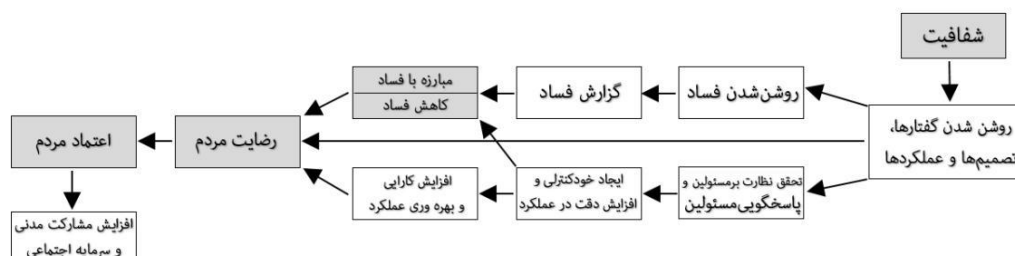 شفافیت
روشن شدن گفتارها،
تصمیم‌ها و عملکردها
روشن‌شدن فساد
گزارش فساد
مبارزه با فساد
کاهش فساد
تحقق نظارت برمسئولین و
پاسخگویی‌مسئولین
ایجاد خودکنترلی و
افزایش دقت در عملکرد
افزایش کارایی
و بهره وری عملکرد
رضایت مردم
اعتماد مردم
افزایش مشارکت مدنی
و سرمایه اجتماعی